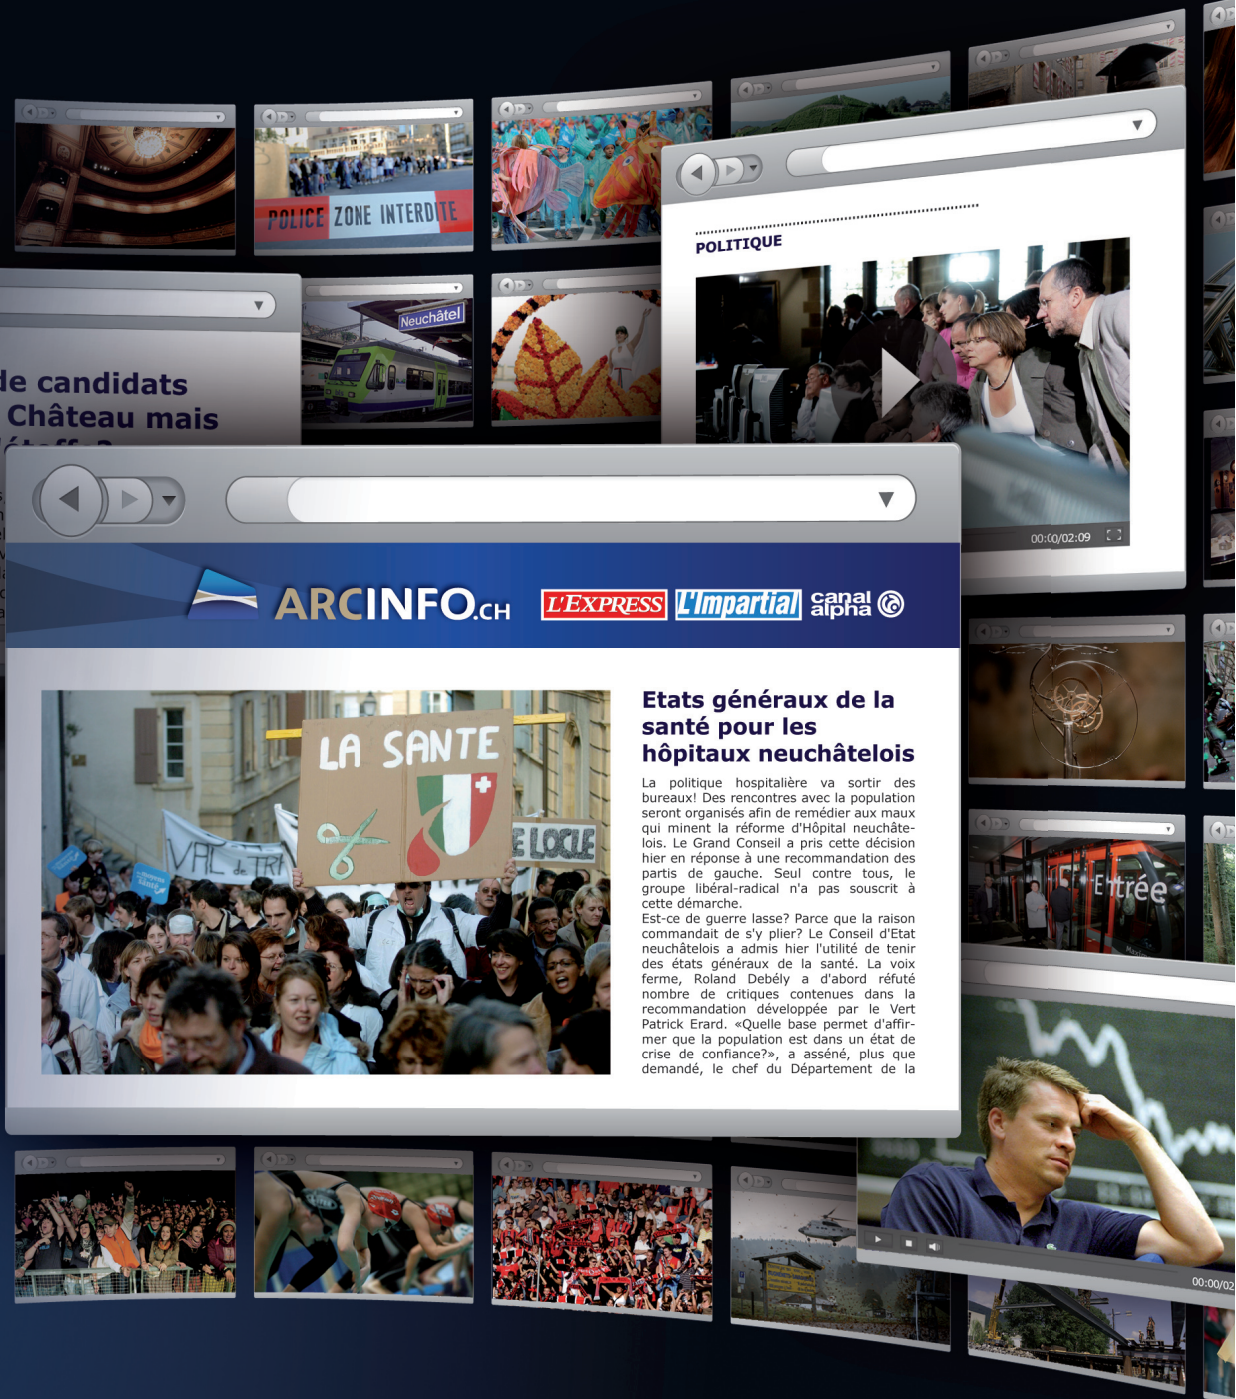 POLICE ZONE INTERDITE
POLITIQUE
Neuchâtel
de candidats
Château mais
00:00/02:09
ARCINFO.CH
L'EXPRESS
L'Impartial
canal
alpha
LA SANTE
VAL de TRA
E LOCLE
Etats généraux de la
santé pour les
hôpitaux neuchâtelois
La politique hospitalière va sortir des
bureaux! Des rencontres avec la population
seront organisés afin de remédier aux maux
qui minent la réforme d'Hôpital neuchâte-
lois. Le Grand Conseil a pris cette décision
hier en réponse à une recommandation des
partis de gauche. Seul contre tous, le
groupe libéral-radical n'a pas souscrit à
cette démarche.
Est-ce de guerre lasse? Parce que la raison
commandait de s'y plier? Le Conseil d'Etat
neuchâtelois a admis hier l'utilité de tenir
des états généraux de la santé. La voix
ferme, Roland Debély a d'abord réfuté
nombre de critiques contenues dans la
recommandation développée par le Vert
Patrick Erard. «Quelle base permet d'affir-
mer que la population est dans un état de
crise de confiance?», a asséné, plus que
demandé, le chef du Département de la
Entrée
00:00/02